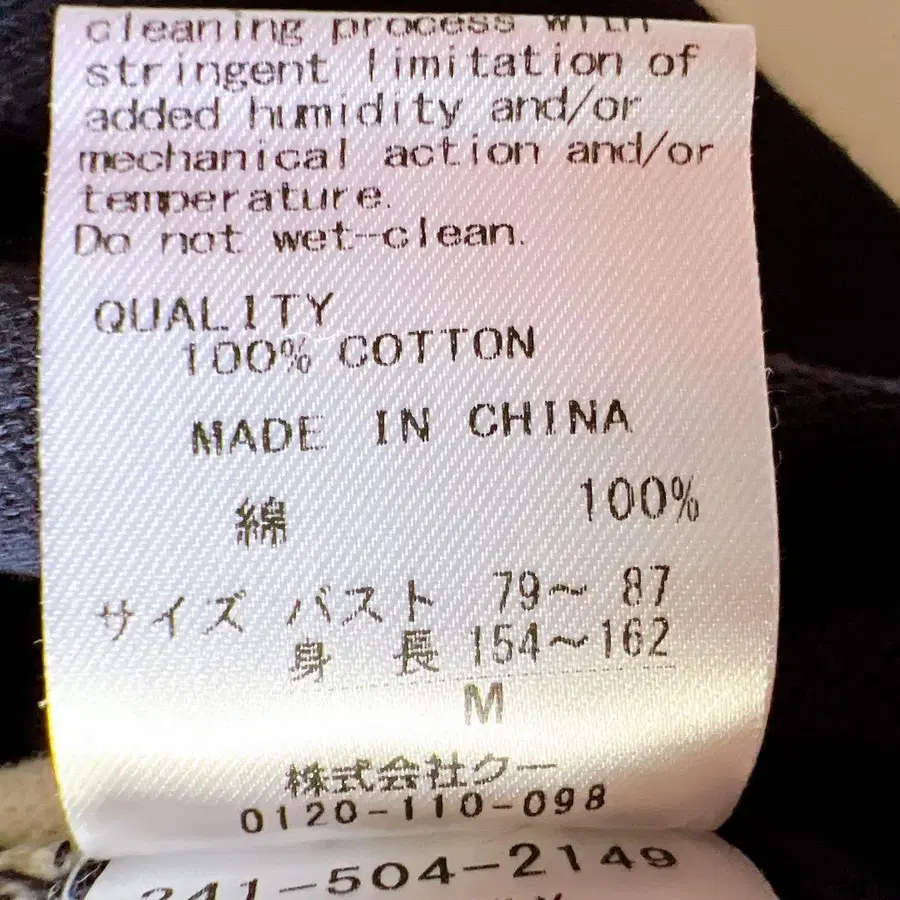 cleaning process with
stringent limitation of
added humidity and/or
mechanical action and/or
temperature.
Do not wet-clean.
QUALITY
100% COTTON
MADE IN CHINA
綿 100%
サイズ バスト 79〜 87
身 長 154〜162
M
株式会社クー
0120-110-098
241-504-2149